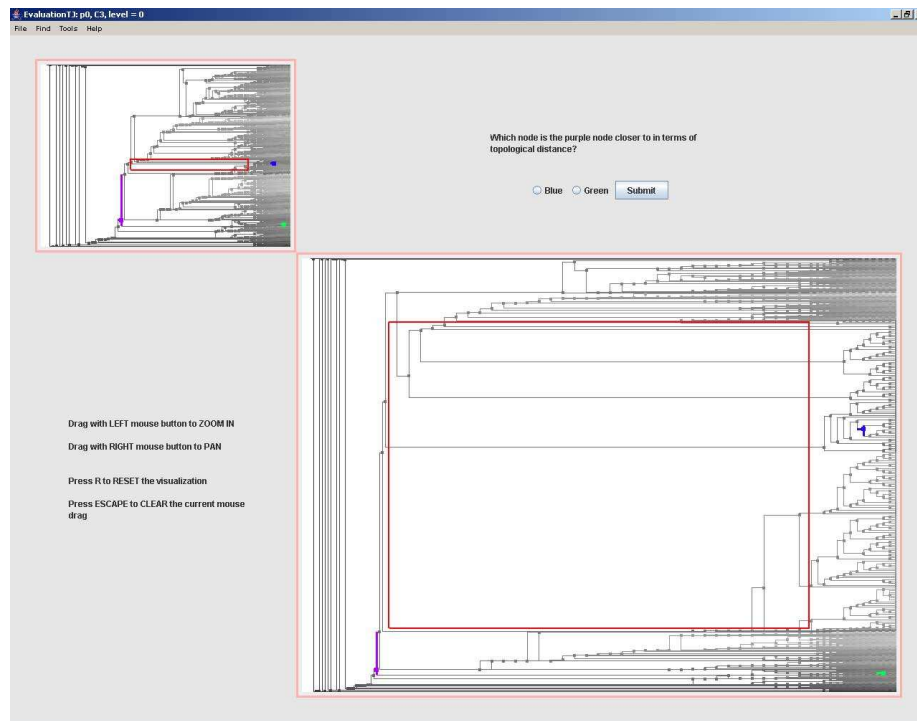 EvaluationTJ: p0, C3, level = 0
File Find Tools Help
Which node is the purple node closer to in terms of
topological distance?
Blue Green Submit
Drag with LEFT mouse button to ZOOM IN
Drag with RIGHT mouse button to PAN
Press R to RESET the visualization
Press ESCAPE to CLEAR the current mouse
drag